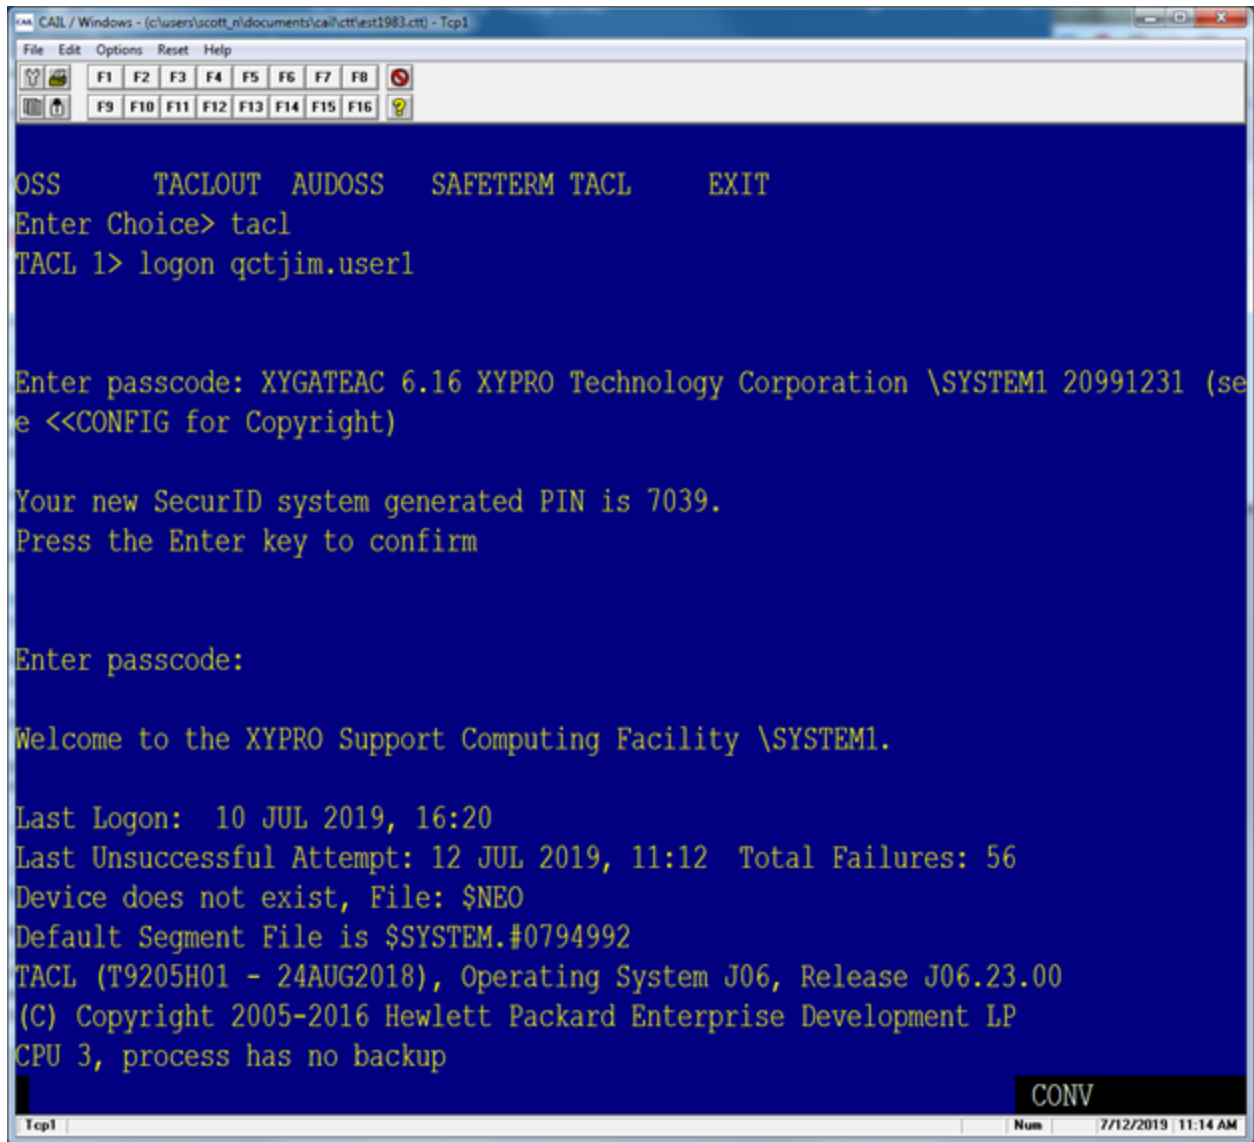 CAIL / Windows - (c:\users\scott_n\documents\cail\ctt\est1983.ctt) - Tcp1
File Edit Options Reset Help
F1 F2 F3 F4 F5 F6 F7 F8
F9 F10 F11 F12 F13 F14 F15 F16 ?
OSS TACLOUT AUDOSS SAFETERM TACL EXIT
Enter Choice> tacl
TACL 1> logon qctjim.user1
Enter passcode: XYGATEAC 6.16 XYPRO Technology Corporation \SYSTEM1 20991231 (se
e <<CONFIG for Copyright)
Your new SecurID system generated PIN is 7039.
Press the Enter key to confirm
Enter passcode:
Welcome to the XYPRO Support Computing Facility \SYSTEM1.
Last Logon: 10 JUL 2019, 16:20
Last Unsuccessful Attempt: 12 JUL 2019, 11:12 Total Failures: 56
Device does not exist, File: $NEO
Default Segment File is $SYSTEM.#0794992
TACL (T9205H01 - 24AUG2018), Operating System J06, Release J06.23.00
(C) Copyright 2005-2016 Hewlett Packard Enterprise Development LP
CPU 3, process has no backup
CONV
Tcp1 Num 7/12/2019 11:14 AM